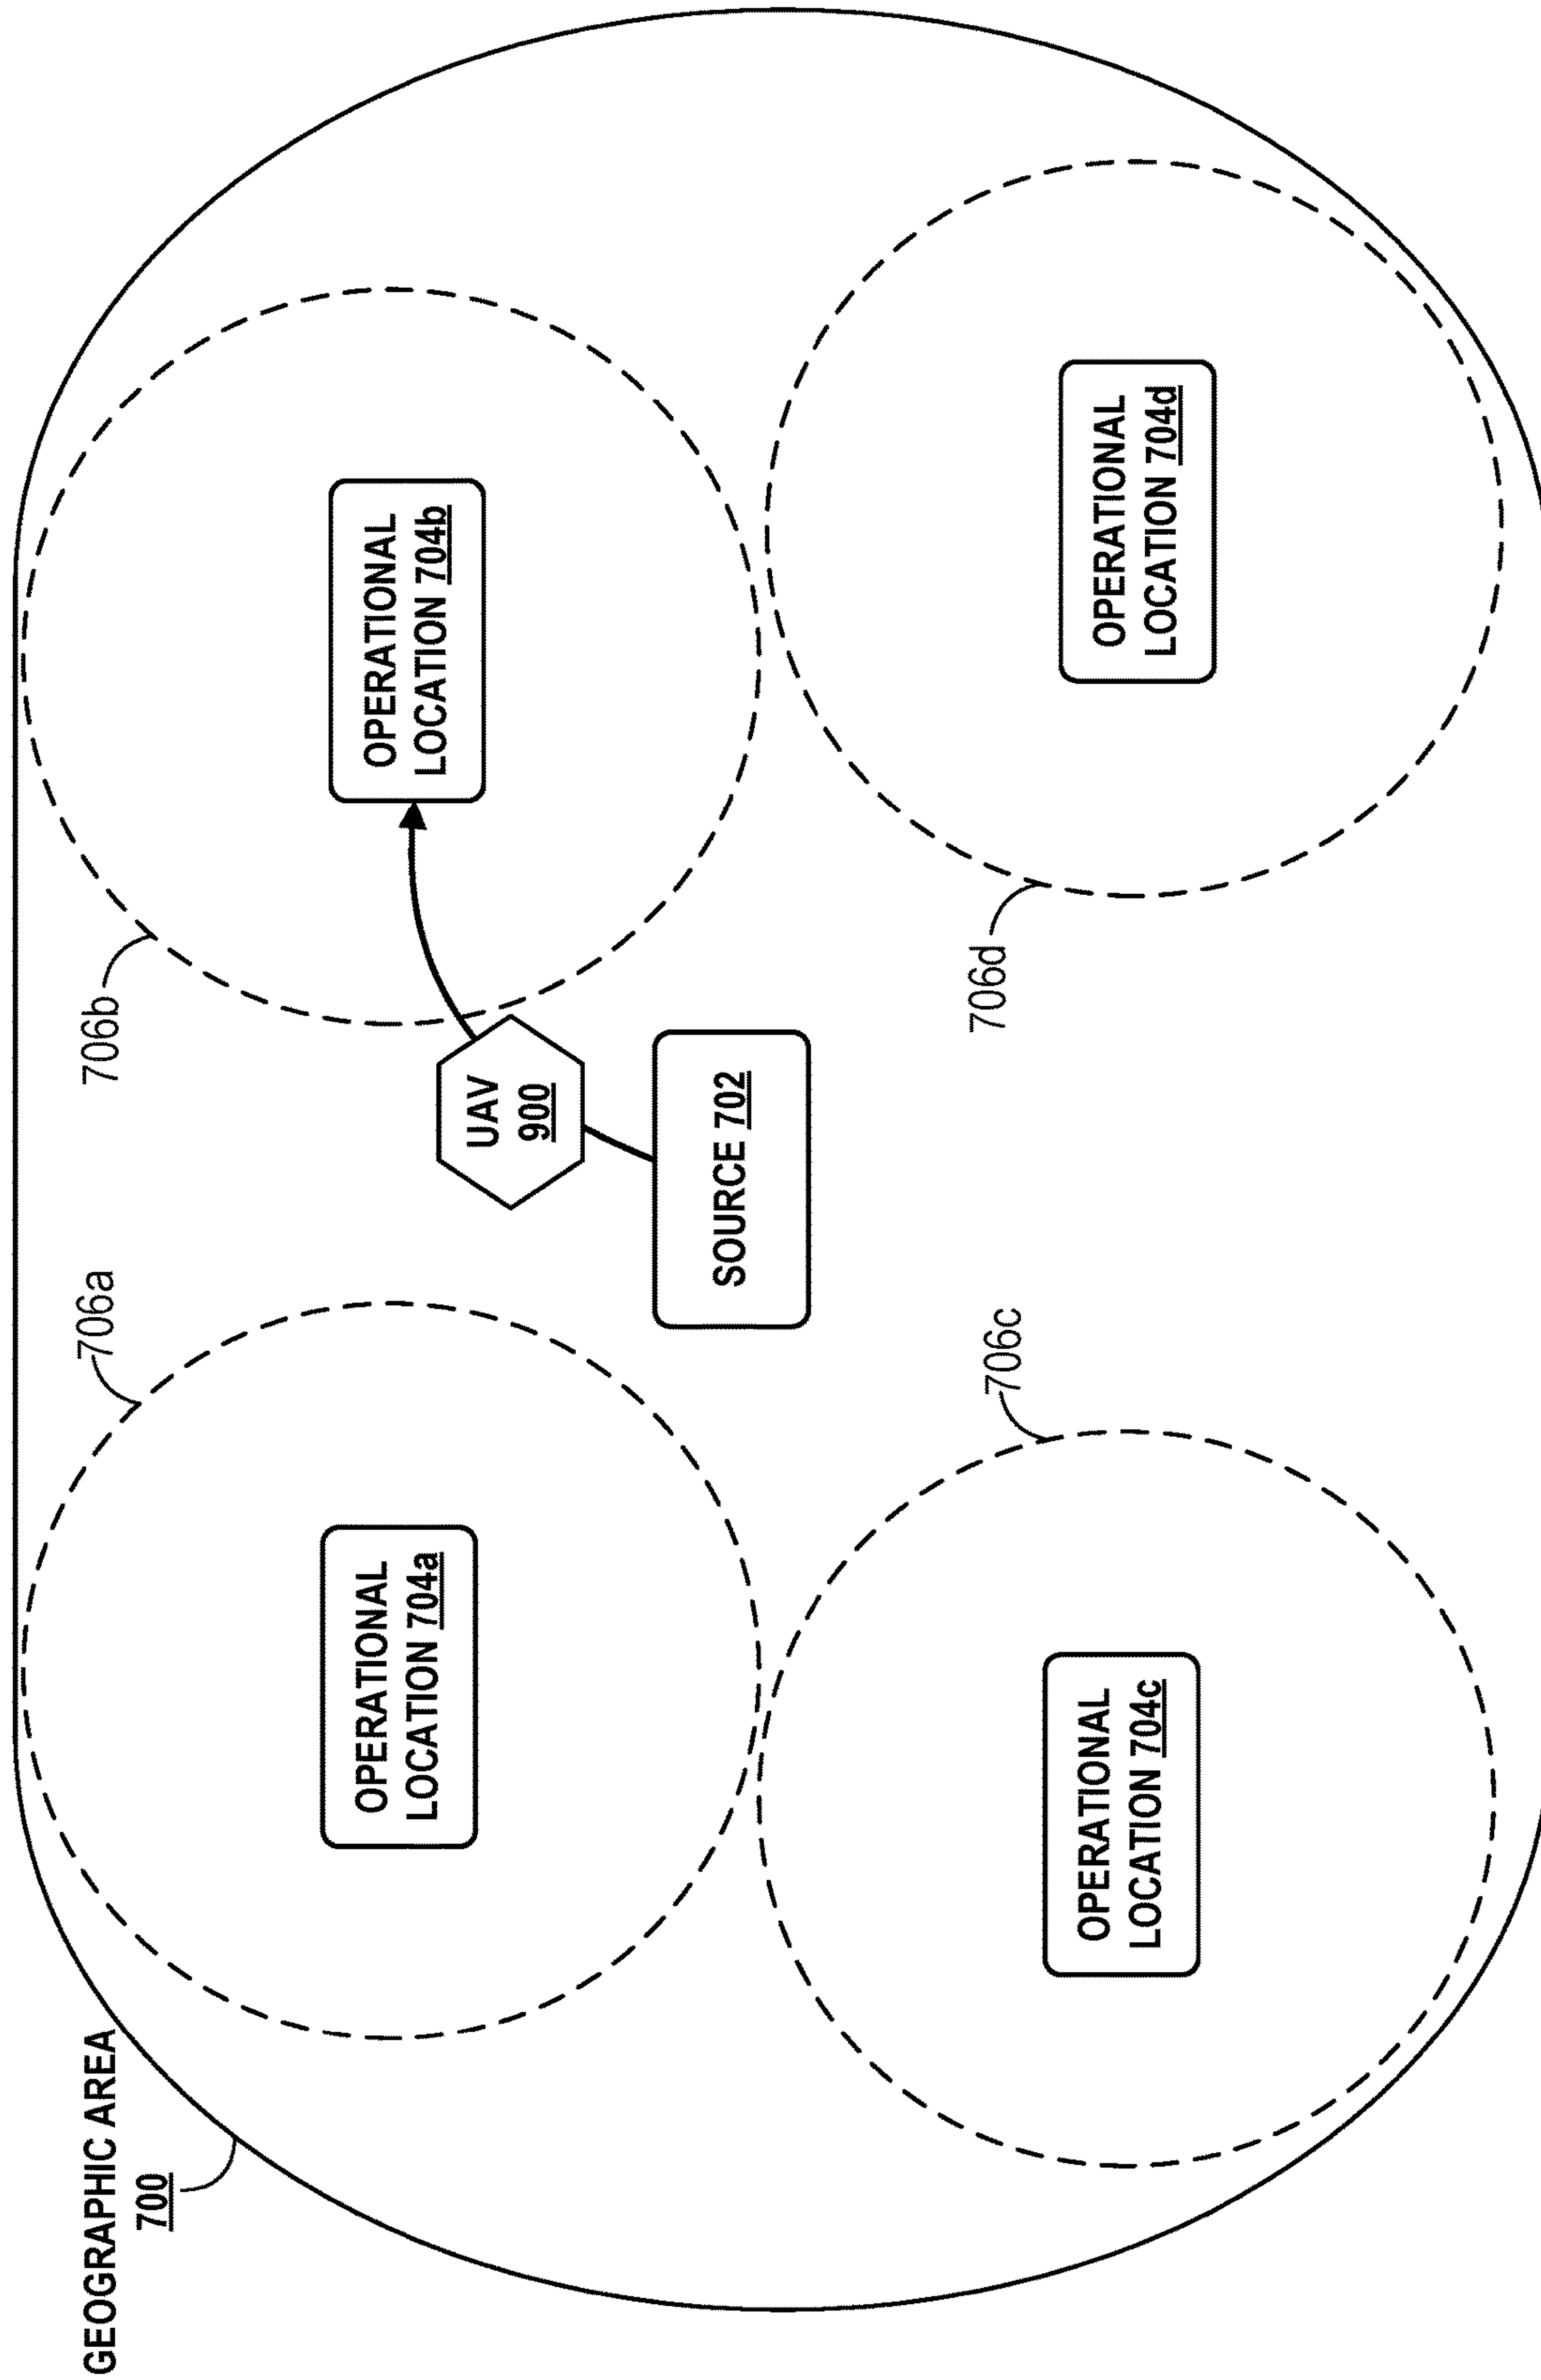 GEOGRAPHIC AREA
700
706a
706b
OPERATIONAL
LOCATION 704a
OPERATIONAL
LOCATION 704b
UAV
900
SOURCE 702
706c
706d
OPERATIONAL
LOCATION 704c
OPERATIONAL
LOCATION 704d